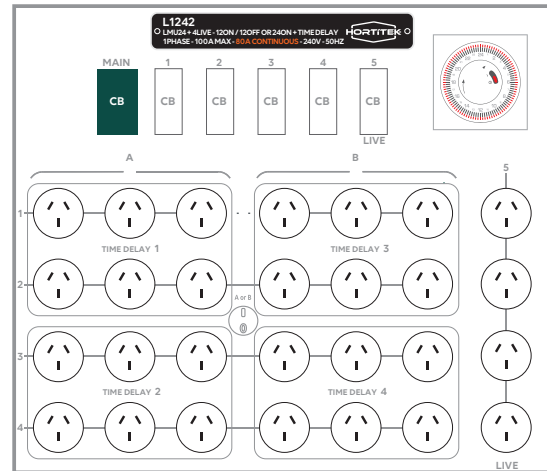 L1242
LMU24 + 4LIVE - 12ON / 12OFF OR 24ON + TIME DELAY
1PHASE - 100A MAX - 80A CONTINUOUS - 240V - 50HZ
HORTITEK
MAIN 1 2 3 4 5
CB CB CB CB CB CB
LIVE
A B
5
1
TIME DELAY 1 TIME DELAY 3
2
A or B
I
0
3
TIME DELAY 2 TIME DELAY 4
4
LIVE